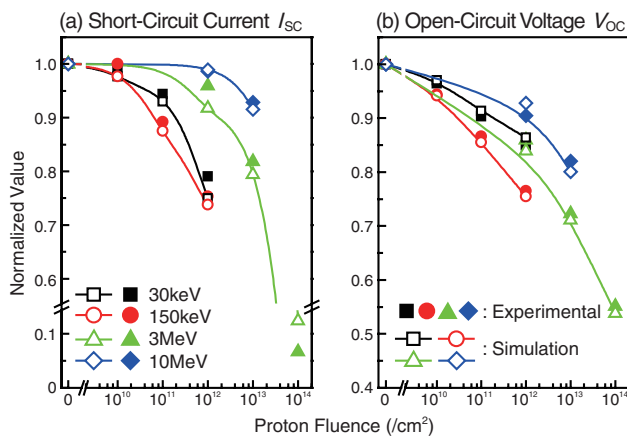 (a) Short-Circuit Current I_SC
(b) Open-Circuit Voltage V_OC
Normalized Value
1.0
0.9
0.8
0.7
0.6
0.1
0
30keV
150keV
3MeV
10MeV
0 10^10 10^11 10^12 10^13 10^14
1.0
0.9
0.8
0.7
0.6
0.5
0.4
: Experimental
: Simulation
0 10^10 10^11 10^12 10^13 10^14
Proton Fluence (/cm^2)